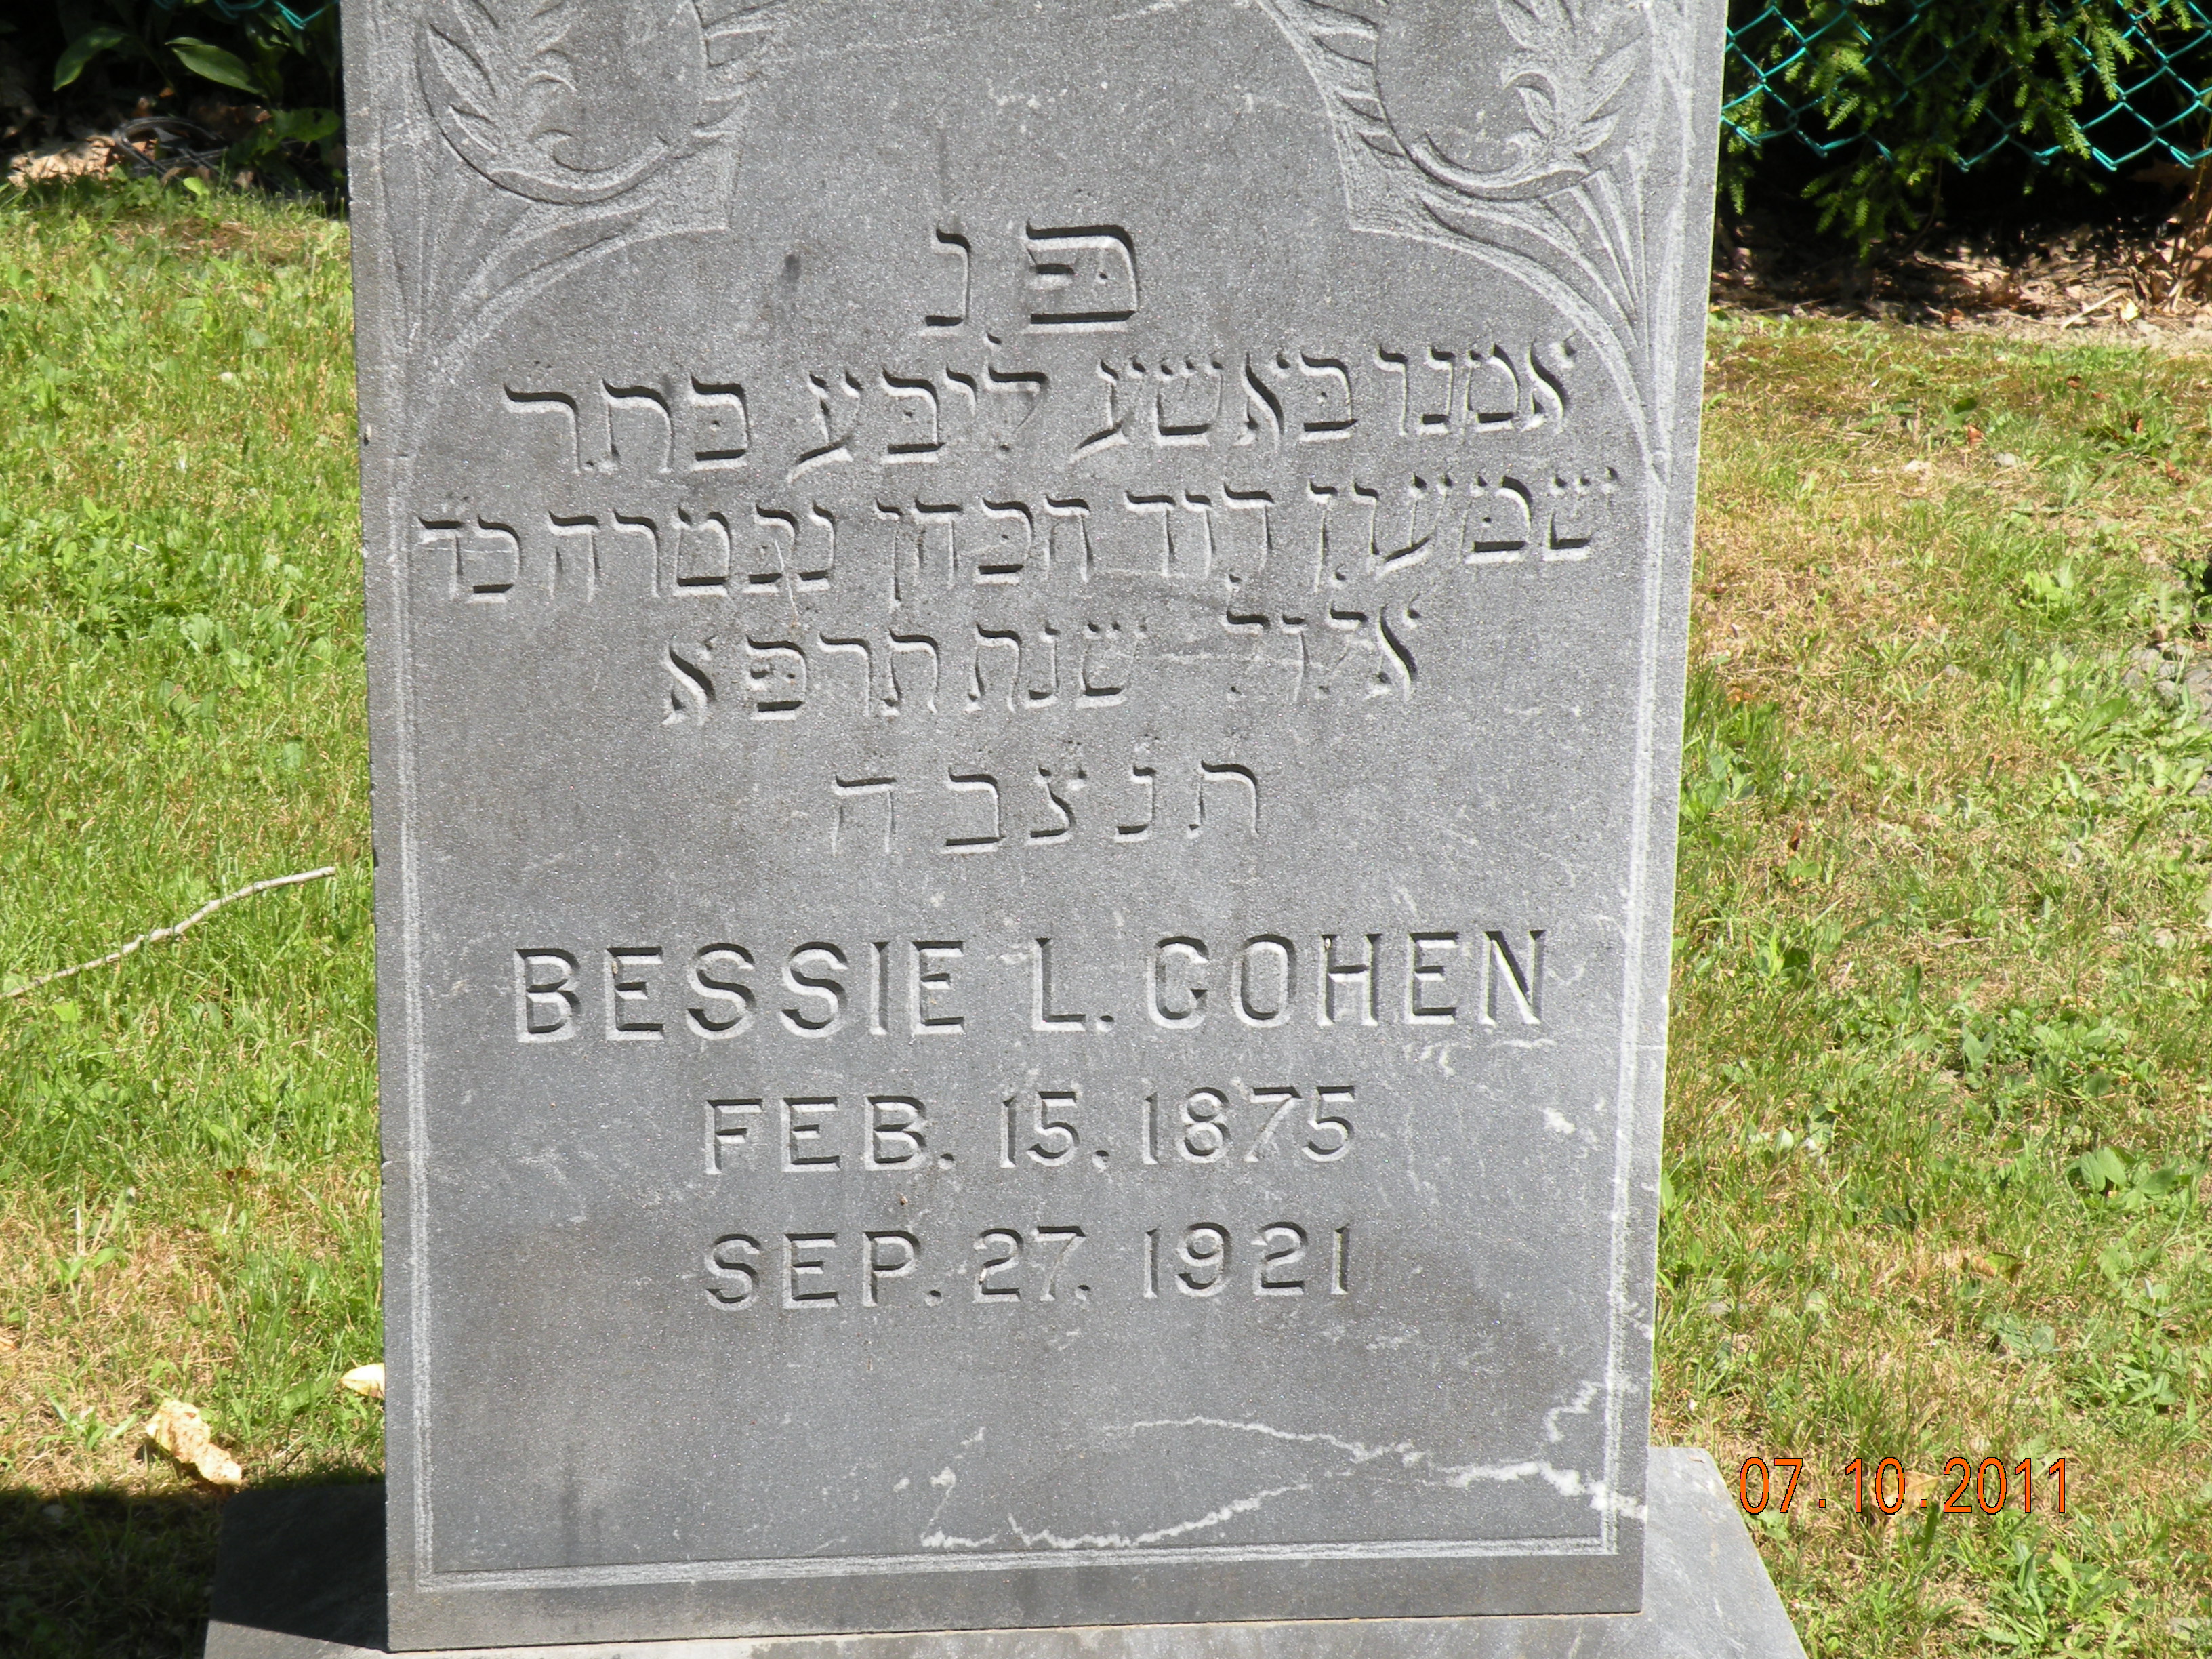 פ נ
אמנו באשע ליבע בת ר
שמעון דוד הכהן נפטרה כד
אלול שנת תרפא
ת נ צ ב ה
BESSIE L. COHEN
FEB. 15. 1875
SEP. 27. 1921
07.10.2011